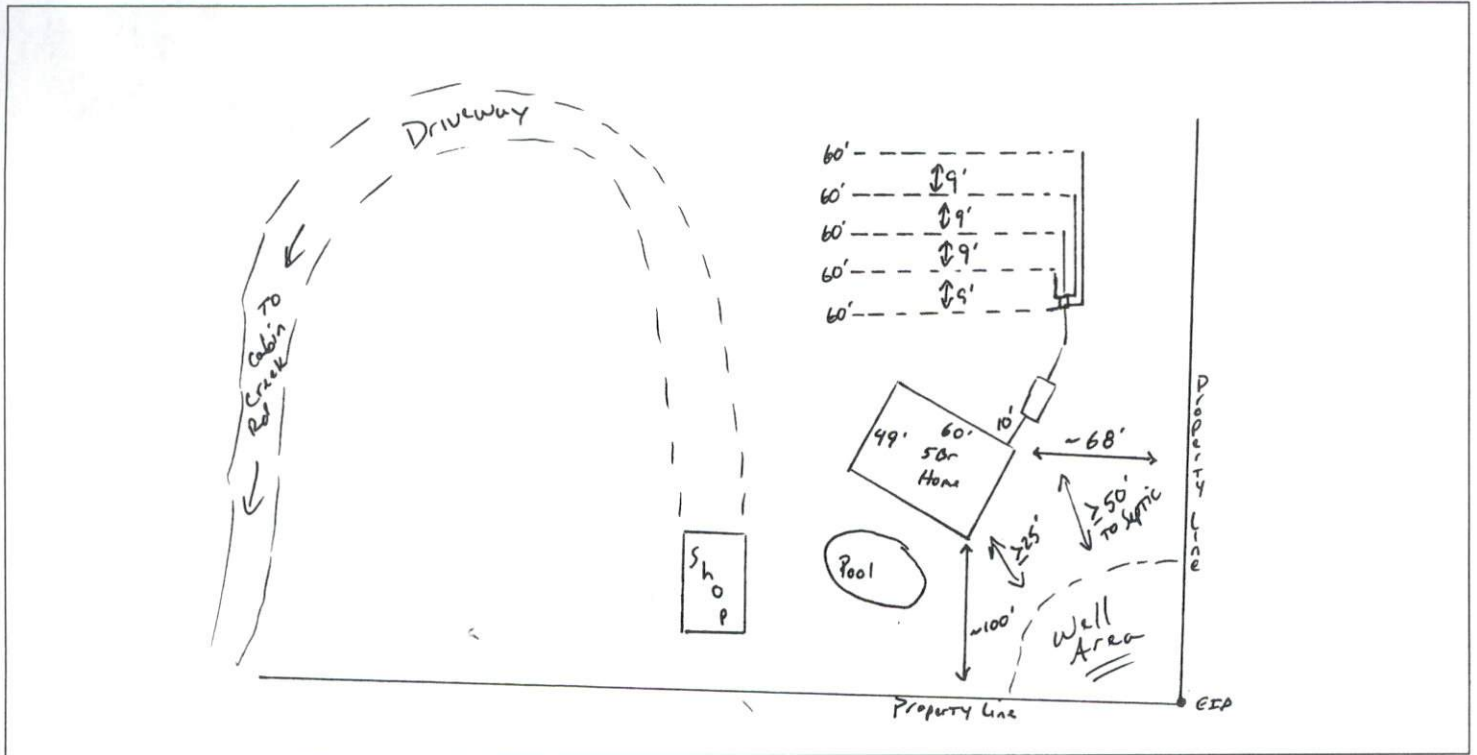 Driveway
60'
9'
60'
9'
60'
9'
60'
9'
60'
TO
Cabin
Creek
Rd
49'
60'
5Br
Home
10'
~68'
≥50'
TO Septic
≥25'
~100'
Pool
Shop
Well
Area
Property Line
Property Line
EIP